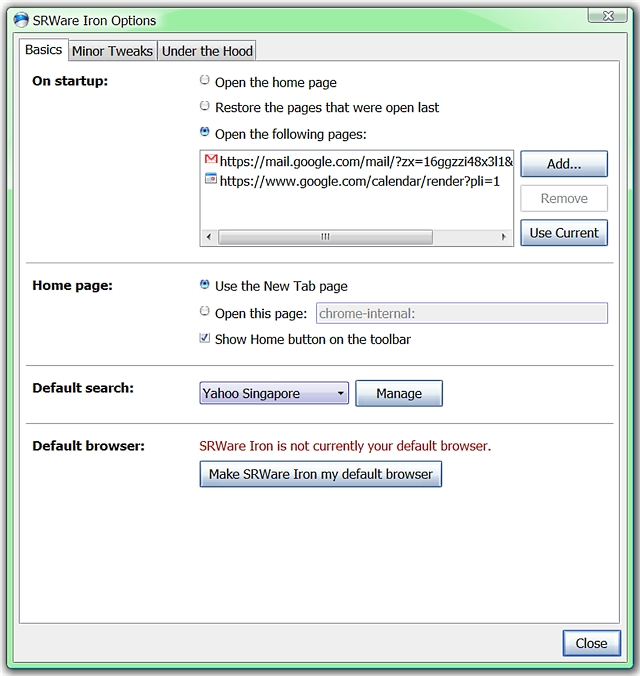 SRWare Iron Options
Basics Minor Tweaks Under the Hood
On startup: Open the home page
Restore the pages that were open last
Open the following pages:
https://mail.google.com/mail/?zx=16ggzzi48x3l1& Add...
https://www.google.com/calendar/render?pli=1
Remove
Use Current
Home page: Use the New Tab page
Open this page: chrome-internal:
Show Home button on the toolbar
Default search: Yahoo Singapore Manage
Default browser: SRWare Iron is not currently your default browser.
Make SRWare Iron my default browser
Close